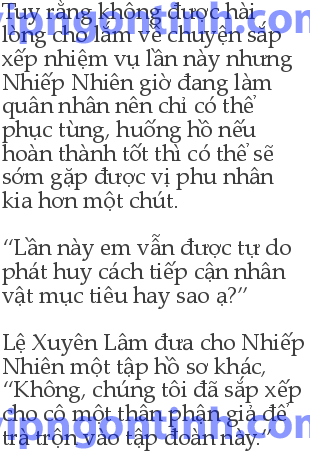 Tuy rằng không được hài
lòng cho lắm về chuyện sắp
xếp nhiệm vụ lần này nhưng
Nhiếp Nhiên giờ đang làm
quân nhân nên chỉ có thể
phục tùng, huống hồ nếu
hoàn thành tốt thì có thể sẽ
sớm gặp được vị phu nhân
kia hơn một chút.
“Lần này em vẫn được tự do
phát huy cách tiếp cận nhân
vật mục tiêu hay sao ạ?”
Lệ Xuyên Lâm đưa cho Nhiếp
Nhiên một tập hồ sơ khác,
“Không, chúng tôi đã sắp xếp
cho cô một thân phận giả để
trà trộn vào tập đoàn này.”
vipngontinh.com
vipngontinh.com